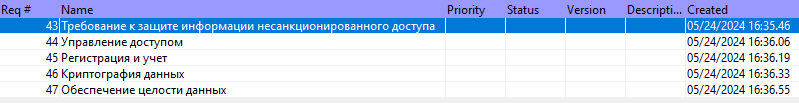 Req # Name Priority Status Version Descripti... Created
43 Требование к защите информации несанкционированного доступа 05/24/2024 16:35.46
44 Управление доступом 05/24/2024 16:36.06
45 Регистрация и учет 05/24/2024 16:36.19
46 Криптография данных 05/24/2024 16:36.33
47 Обеспечение целости данных 05/24/2024 16:36.55